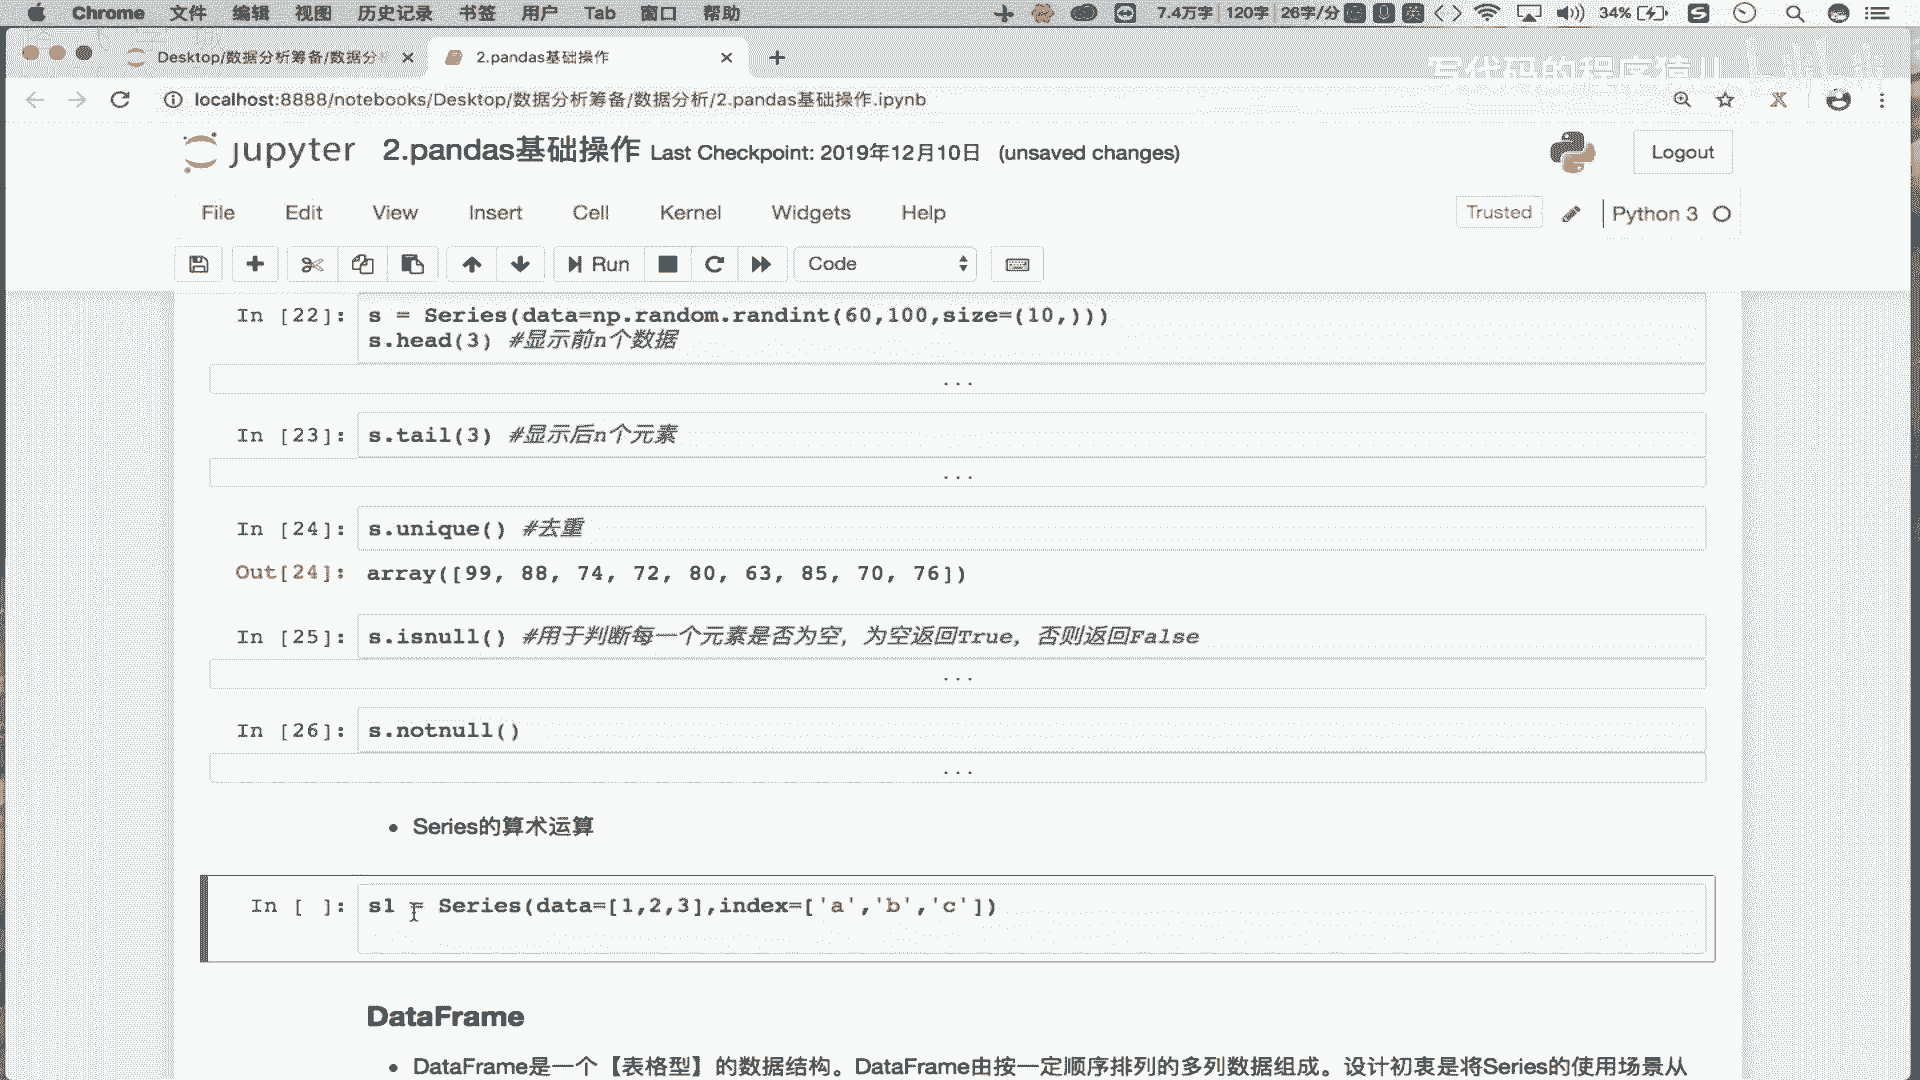 Chrome 文件 编辑 视图 历史记录 书签 用户 Tab 窗口 帮助 7.4万字 120字 26字/分 英 34%
Desktop/数据分析筹备/数据分析 2.pandas基础操作
写代码的程序猿儿 bilibili
localhost:8888/notebooks/Desktop/数据分析筹备/数据分析/2.pandas基础操作.ipynb
jupyter 2.pandas基础操作 Last Checkpoint: 2019年12月10日 (unsaved changes) Logout
File Edit View Insert Cell Kernel Widgets Help Trusted Python 3
Run Code
In [22]: s = Series(data=np.random.randint(60,100,size=(10,)))
s.head(3) #显示前n个数据
...
In [23]: s.tail(3) #显示后n个元素
...
In [24]: s.unique() #去重
Out[24]: array([99, 88, 74, 72, 80, 63, 85, 70, 76])
In [25]: s.isnull() #用于判断每一个元素是否为空，为空返回True，否则返回False
...
In [26]: s.notnull()
...
• Series的算术运算
In [ ]: s1 = Series(data=[1,2,3],index=['a','b','c'])
DataFrame
• DataFrame是一个【表格型】的数据结构。DataFrame由按一定顺序排列的多列数据组成。设计初衷是将Series的使用场景从